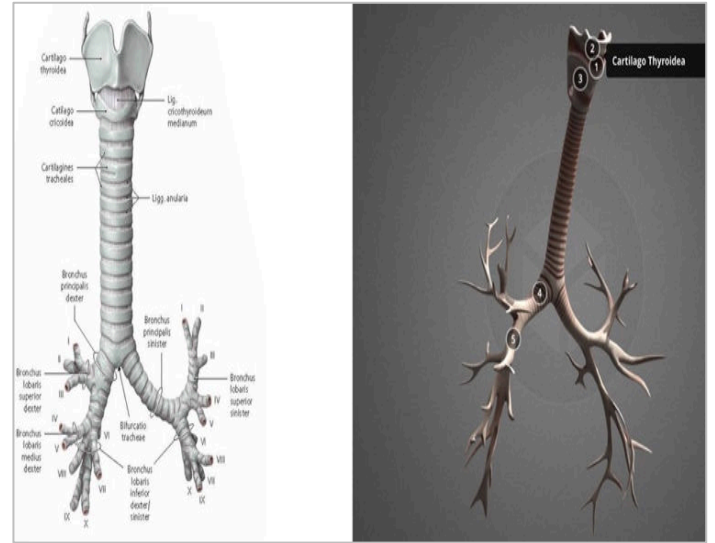 Cartilago
thyroidea
Catilago
cricoidea
Lig.
cricothyroideum
medianum
Cartilagines
tracheales
Ligg. anularia
Bronchus
principalis
dexter
Bronchus
principalis
sinister
I
II
III
IV
V
VI
VIII
VII
IX
X
Bronchus
lobaris
superior
sinister
I
II
III
Bronchus
lobaris
superior
dexter
IV
V
VI
VIII
VII
IX
X
Bronchus
lobaris
medius
dexter
Bifurcatio
tracheae
Bronchus
lobaris
inferior
dexter/
sinister
2
1
3
Cartilago Thyroidea
4
5